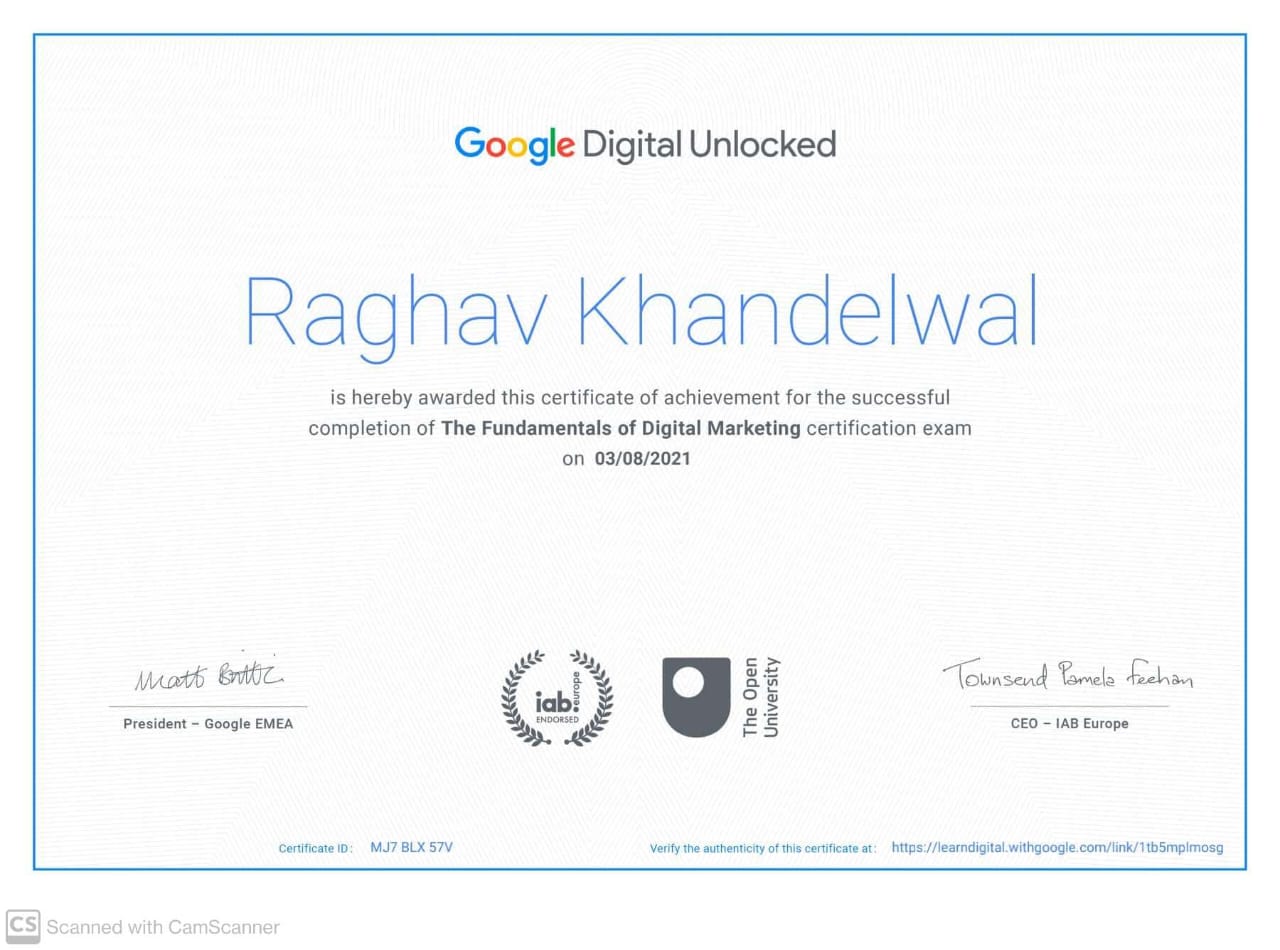 Google Digital Unlocked
Raghav Khandelwal
is hereby awarded this certificate of achievement for the successful
completion of The Fundamentals of Digital Marketing certification exam
on 03/08/2021
Matt Brittin
President – Google EMEA
iab:europe
ENDORSED
The Open
University
Townsend Pamela Feehan
CEO – IAB Europe
Certificate ID: MJ7 BLX 57V
Verify the authenticity of this certificate at: https://learndigital.withgoogle.com/link/1tb5mplmosg
CS Scanned with CamScanner